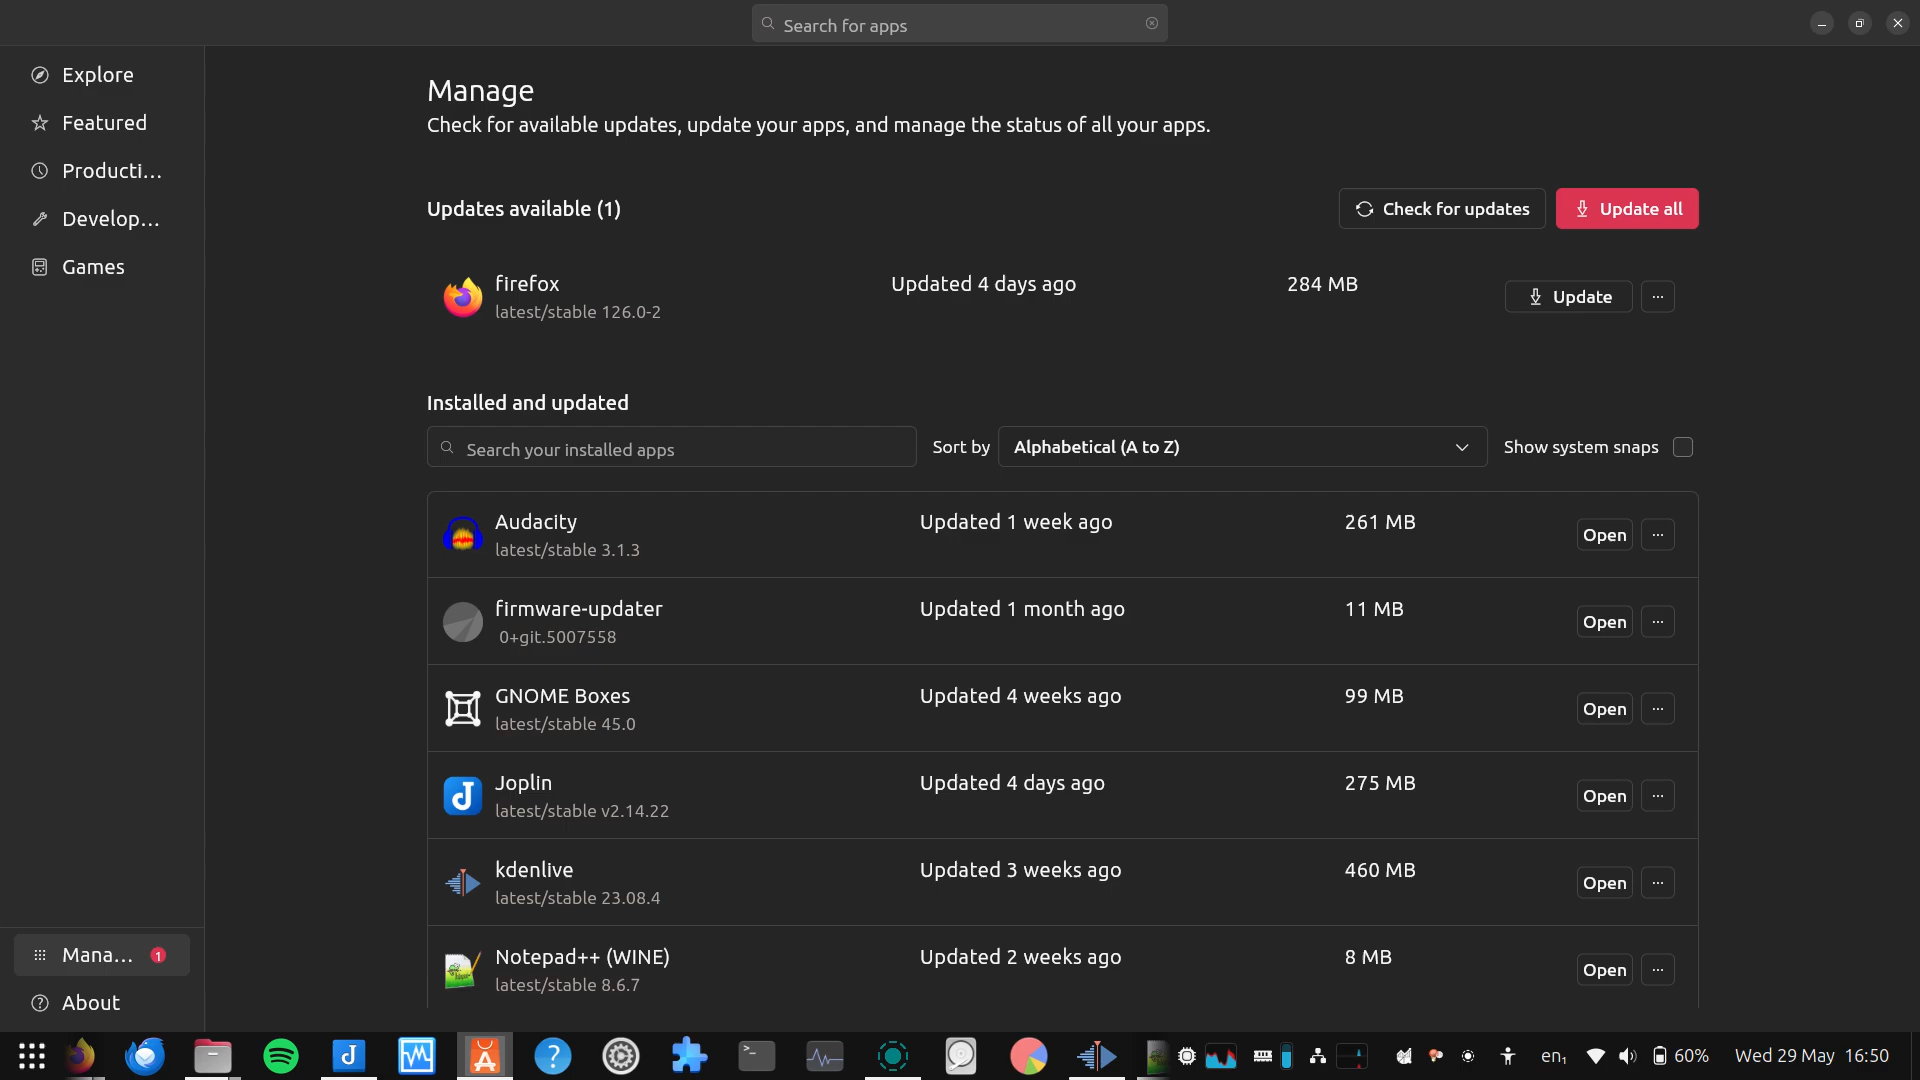 Search for apps
Explore
Featured
Producti...
Develop...
Games
Manage
Check for available updates, update your apps, and manage the status of all your apps.
Updates available (1)
Check for updates
Update all
firefox
Updated 4 days ago
284 MB
Update
latest/stable 126.0-2
Installed and updated
Search your installed apps
Sort by
Alphabetical (A to Z)
Show system snaps
Audacity
Updated 1 week ago
261 MB
Open
latest/stable 3.1.3
firmware-updater
Updated 1 month ago
11 MB
Open
0+git.5007558
GNOME Boxes
Updated 4 weeks ago
99 MB
Open
latest/stable 45.0
Joplin
Updated 4 days ago
275 MB
Open
latest/stable v2.14.22
kdenlive
Updated 3 weeks ago
460 MB
Open
latest/stable 23.08.4
Notepad++ (WINE)
Updated 2 weeks ago
8 MB
Open
latest/stable 8.6.7
Mana... 1
About
en₁
60%
Wed 29 May 16:50